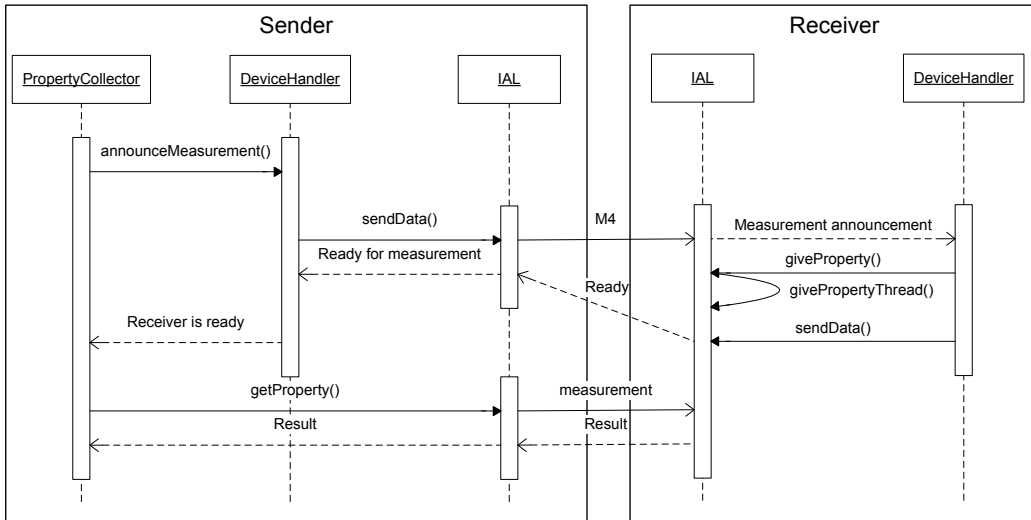 Sender
Receiver
PropertyCollector
DeviceHandler
IAL
IAL
DeviceHandler
announceMeasurement()
sendData()
M4
Measurement announcement
Ready for measurement
giveProperty()
Ready
givePropertyThread()
Receiver is ready
sendData()
getProperty()
measurement
Result
Result